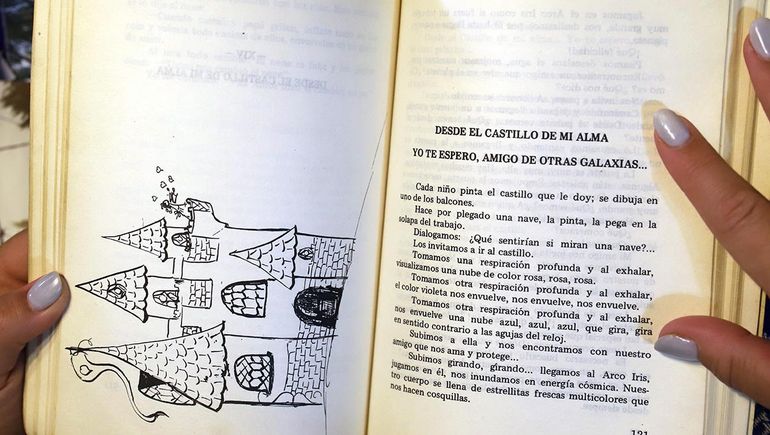 DESDE EL CASTILLO DE MI ALMA
YO TE ESPERO, AMIGO DE OTRAS GALAXIAS...
Cada niño pinta el castillo que le doy; se dibuja en
uno de los balcones.
Hace por plegado una nave, la pinta, la pega en la
solapa del trabajo.
Dialogamos: ¿Qué sentirían si miran una nave?...
Los invitamos a ir al castillo.
Tomamos una respiración profunda y al exhalar,
visualizamos una nube de color rosa, rosa, rosa.
Tomamos otra respiración profunda y al exhalar,
el color violeta nos envuelve, nos envuelve, nos envuelve.
Tomamos otra respiración profunda y al exhalar,
nos envuelve una nube azul, azul, azul, que gira, gira
en sentido contrario a las agujas del reloj.
Subimos a ella y nos encontramos con nuestro
amigo que nos ama y protege...
Subimos girando, girando... llegamos al Arco Iris,
jugamos en él, nos inundamos en energía cósmica. Nues-
tro cuerpo se llena de estrellitas frescas multicolores que
nos hacen cosquillas.